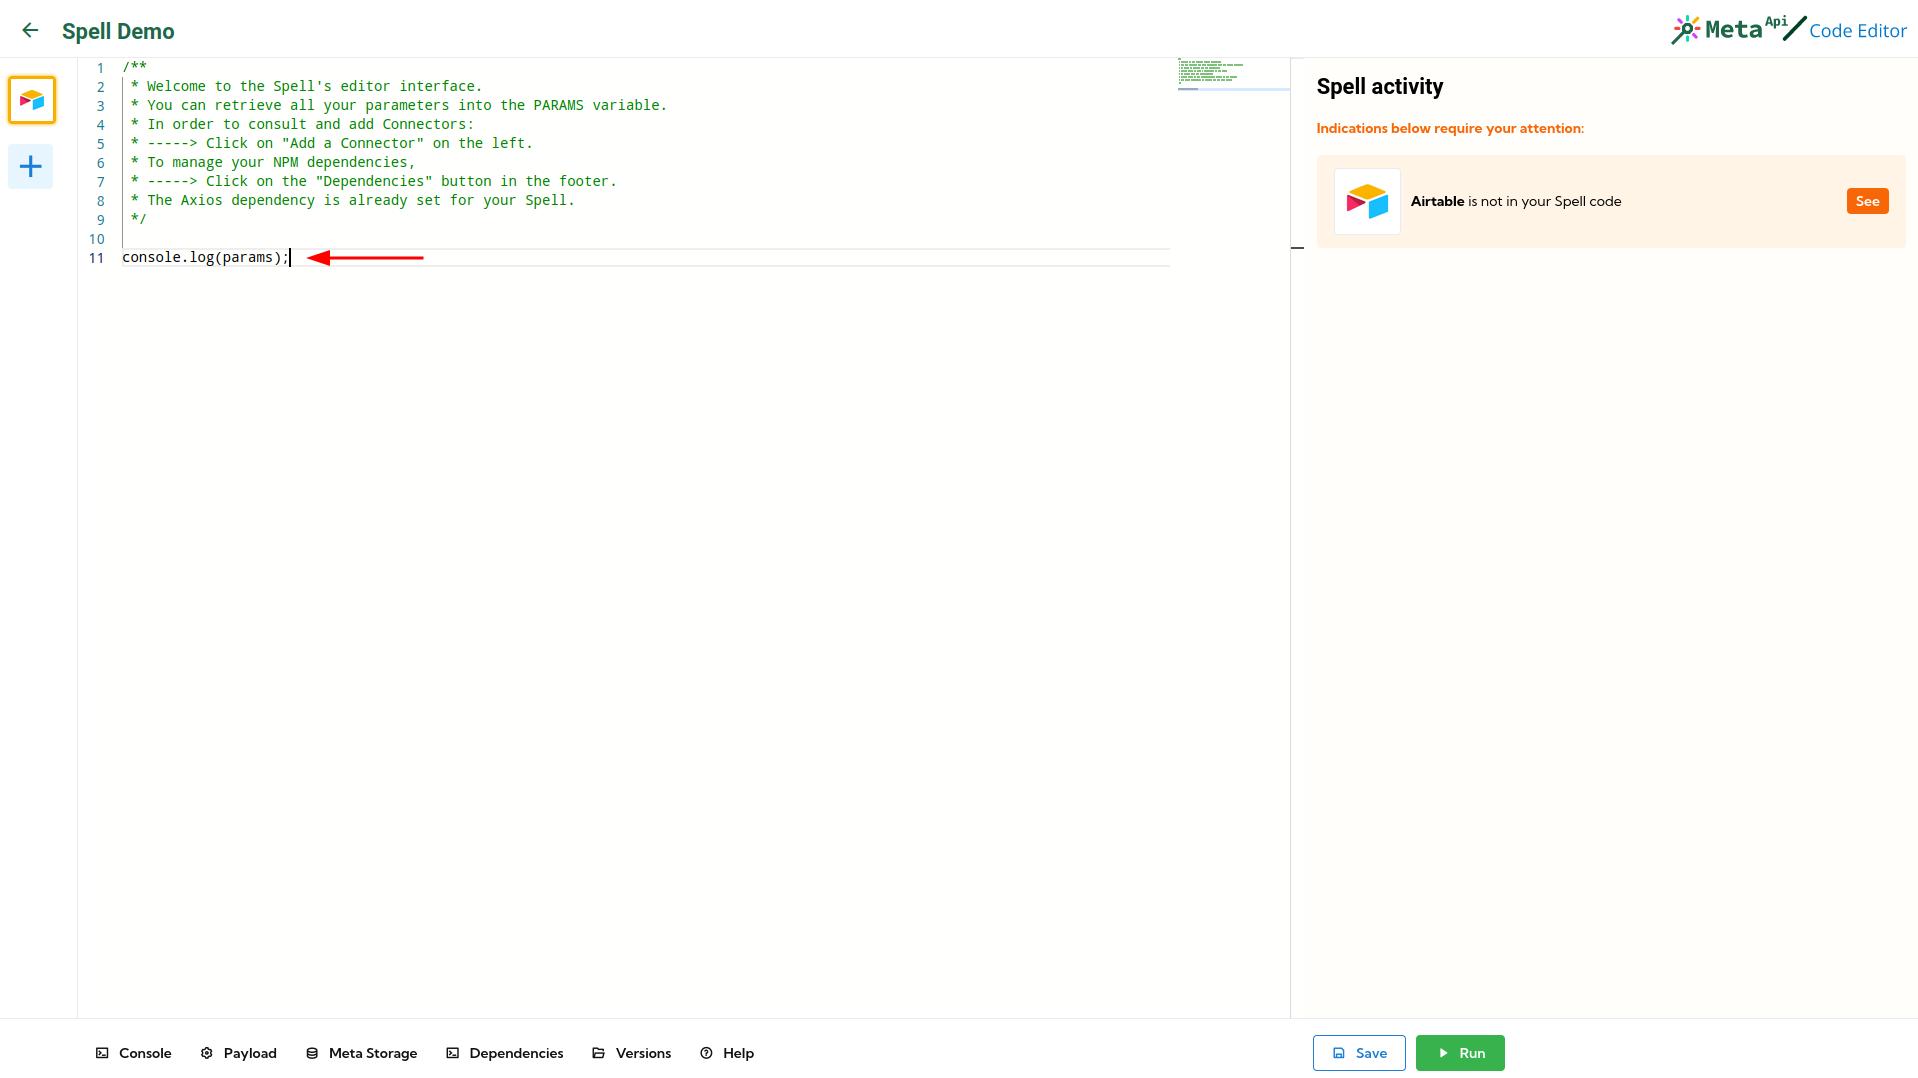 Spell Demo
Meta Api Code Editor
1 /**
2 * Welcome to the Spell's editor interface.
3 * You can retrieve all your parameters into the PARAMS variable.
4 * In order to consult and add Connectors:
5 * -----> Click on "Add a Connector" on the left.
6 * To manage your NPM dependencies,
7 * -----> Click on the "Dependencies" button in the footer.
8 * The Axios dependency is already set for your Spell.
9 */
10
11 console.log(params);
Spell activity
Indications below require your attention:
Airtable is not in your Spell code
See
Console Payload Meta Storage Dependencies Versions Help
Save Run